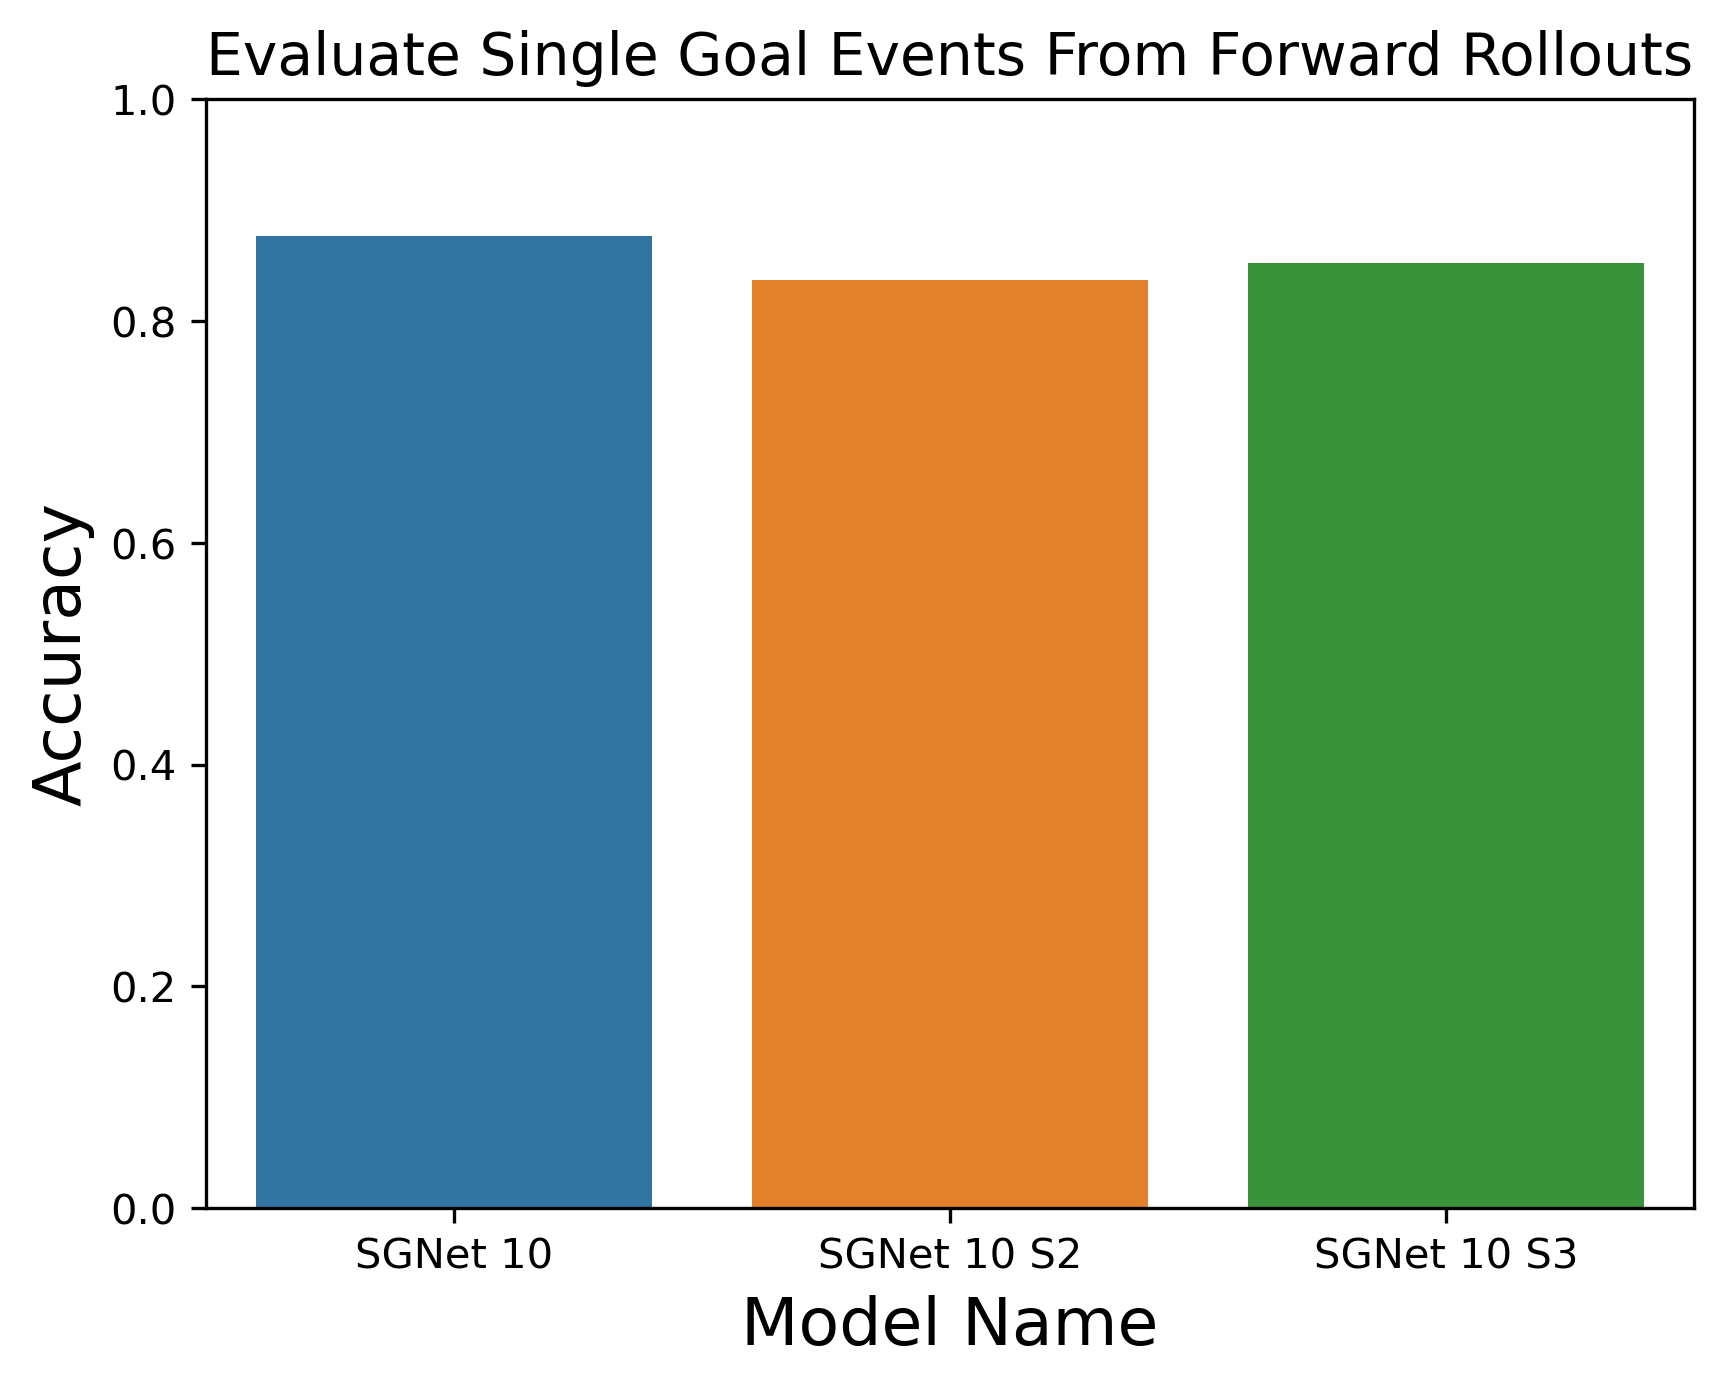 Evaluate Single Goal Events From Forward Rollouts
1.0
0.8
0.6
0.4
0.2
0.0
Accuracy
SGNet 10
SGNet 10 S2
SGNet 10 S3
Model Name